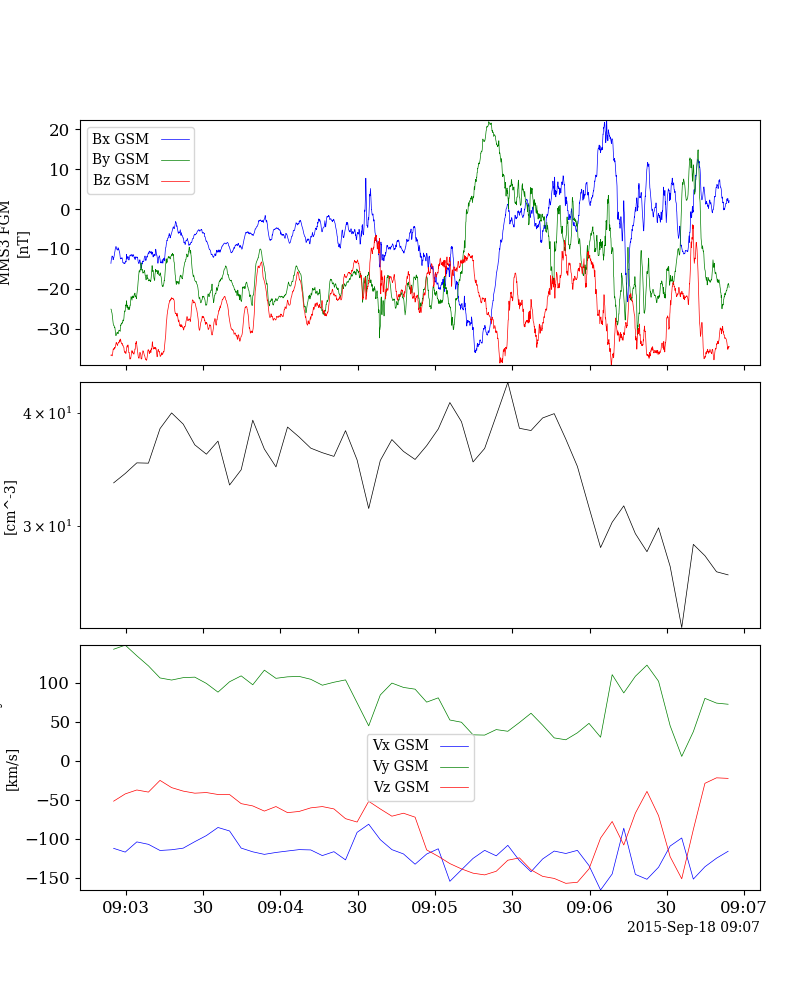 MMS3 FGM
[nT]
20
10
0
−10
−20
−30
Bx GSM
By GSM
Bz GSM
[cm^-3]
4 × 10¹
3 × 10¹
[km/s]
100
50
0
−50
−100
−150
Vx GSM
Vy GSM
Vz GSM
09:03 30 09:04 30 09:05 30 09:06 30 09:07
2015-Sep-18 09:07